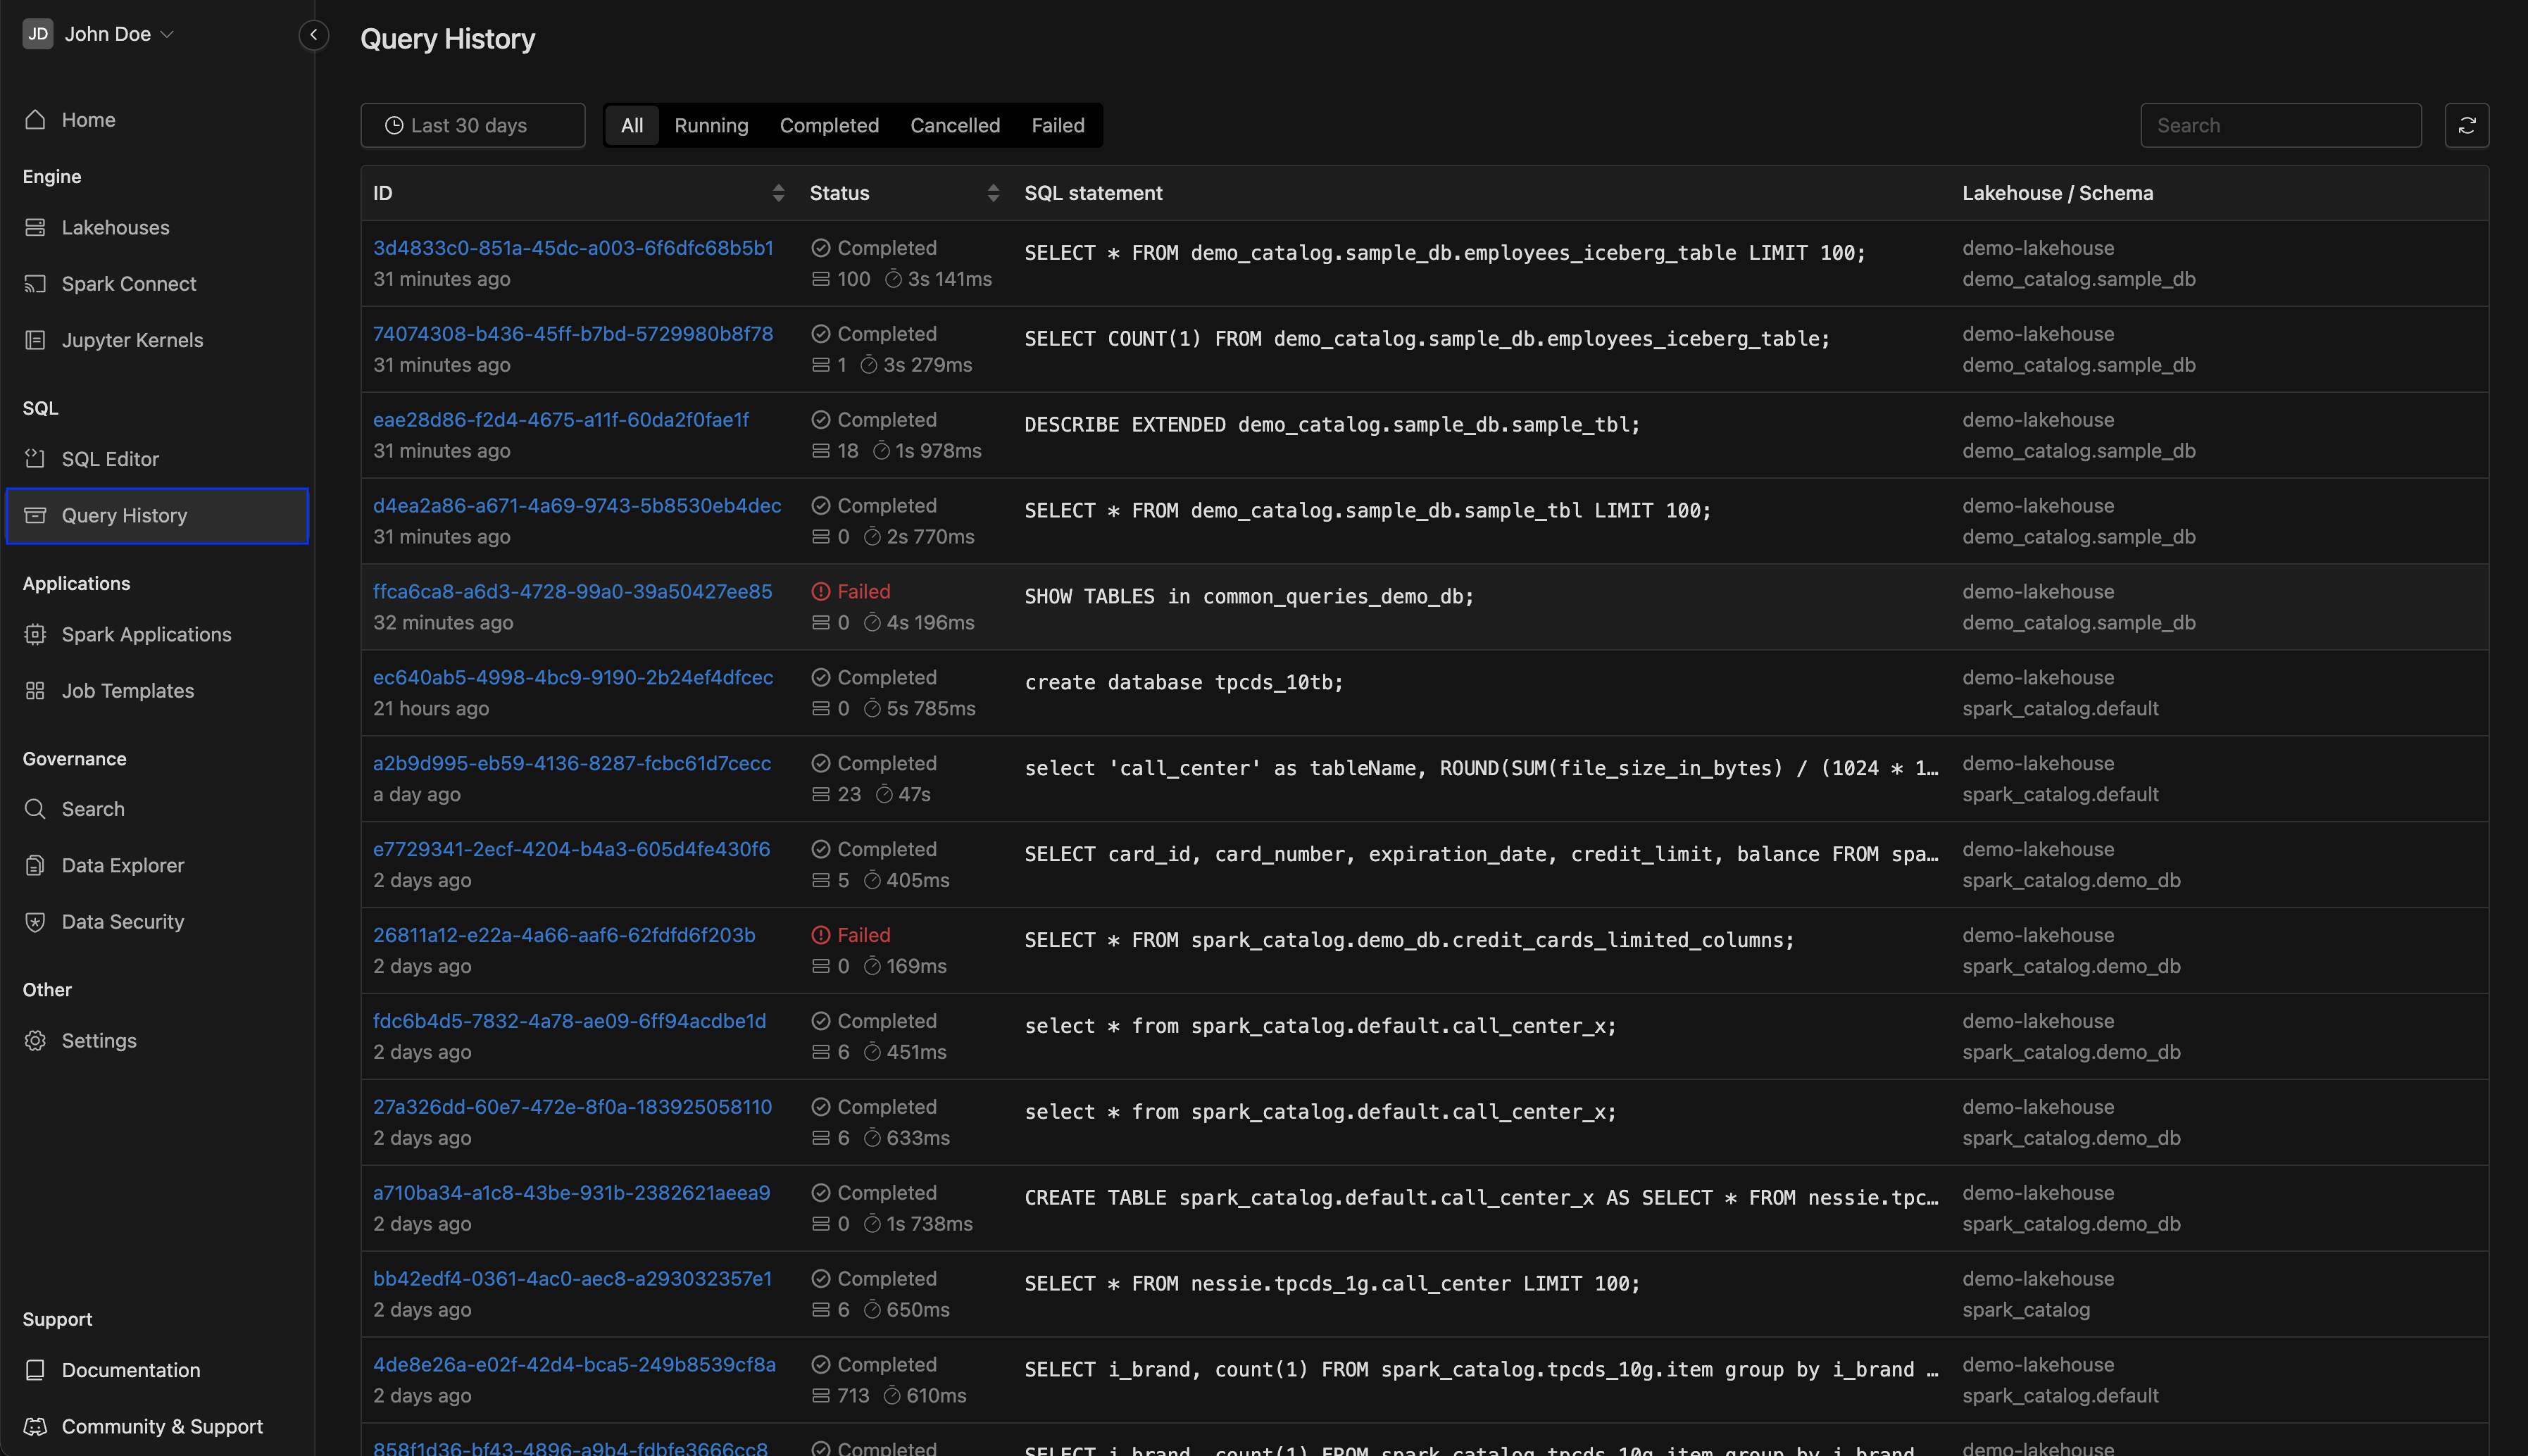 JD John Doe
Home
Engine
Lakehouses
Spark Connect
Jupyter Kernels
SQL
SQL Editor
Query History
Applications
Spark Applications
Job Templates
Governance
Search
Data Explorer
Data Security
Other
Settings
Support
Documentation
Community & Support
Query History
Last 30 days All Running Completed Cancelled Failed Search
ID Status SQL statement Lakehouse / Schema
3d4833c0-851a-45dc-a003-6f6dfc68b5b1 Completed SELECT * FROM demo_catalog.sample_db.employees_iceberg_table LIMIT 100; demo-lakehouse
31 minutes ago 100 3s 141ms demo_catalog.sample_db
74074308-b436-45ff-b7bd-5729980b8f78 Completed SELECT COUNT(1) FROM demo_catalog.sample_db.employees_iceberg_table; demo-lakehouse
31 minutes ago 1 3s 279ms demo_catalog.sample_db
eae28d86-f2d4-4675-a11f-60da2f0fae1f Completed DESCRIBE EXTENDED demo_catalog.sample_db.sample_tbl; demo-lakehouse
31 minutes ago 18 1s 978ms demo_catalog.sample_db
d4ea2a86-a671-4a69-9743-5b8530eb4dec Completed SELECT * FROM demo_catalog.sample_db.sample_tbl LIMIT 100; demo-lakehouse
31 minutes ago 0 2s 770ms demo_catalog.sample_db
ffca6ca8-a6d3-4728-99a0-39a50427ee85 Failed SHOW TABLES in common_queries_demo_db; demo-lakehouse
32 minutes ago 0 4s 196ms demo_catalog.sample_db
ec640ab5-4998-4bc9-9190-2b24ef4dfcec Completed create database tpcds_10tb; demo-lakehouse
21 hours ago 0 5s 785ms spark_catalog.default
a2b9d995-eb59-4136-8287-fcbc61d7cecc Completed select 'call_center' as tableName, ROUND(SUM(file_size_in_bytes) / (1024 * 1… demo-lakehouse
a day ago 23 47s spark_catalog.default
e7729341-2ecf-4204-b4a3-605d4fe430f6 Completed SELECT card_id, card_number, expiration_date, credit_limit, balance FROM spa… demo-lakehouse
2 days ago 5 405ms spark_catalog.demo_db
26811a12-e22a-4a66-aaf6-62fdfd6f203b Failed SELECT * FROM spark_catalog.demo_db.credit_cards_limited_columns; demo-lakehouse
2 days ago 0 169ms spark_catalog.demo_db
fdc6b4d5-7832-4a78-ae09-6ff94acdbe1d Completed select * from spark_catalog.default.call_center_x; demo-lakehouse
2 days ago 6 451ms spark_catalog.demo_db
27a326dd-60e7-472e-8f0a-183925058110 Completed select * from spark_catalog.default.call_center_x; demo-lakehouse
2 days ago 6 633ms spark_catalog.demo_db
a710ba34-a1c8-43be-931b-2382621aeea9 Completed CREATE TABLE spark_catalog.default.call_center_x AS SELECT * FROM nessie.tpc… demo-lakehouse
2 days ago 0 1s 738ms spark_catalog.demo_db
bb42edf4-0361-4ac0-aec8-a293032357e1 Completed SELECT * FROM nessie.tpcds_1g.call_center LIMIT 100; demo-lakehouse
2 days ago 6 650ms spark_catalog
4de8e26a-e02f-42d4-bca5-249b8539cf8a Completed SELECT i_brand, count(1) FROM spark_catalog.tpcds_10g.item group by i_brand … demo-lakehouse
2 days ago 713 610ms spark_catalog.default
858f1d36-bf43-4896-a9b4-fdbfe3666cc8 Completed SELECT i_brand, count(1) FROM spark_catalog.tpcds_10g.item group by i_brand demo-lakehouse